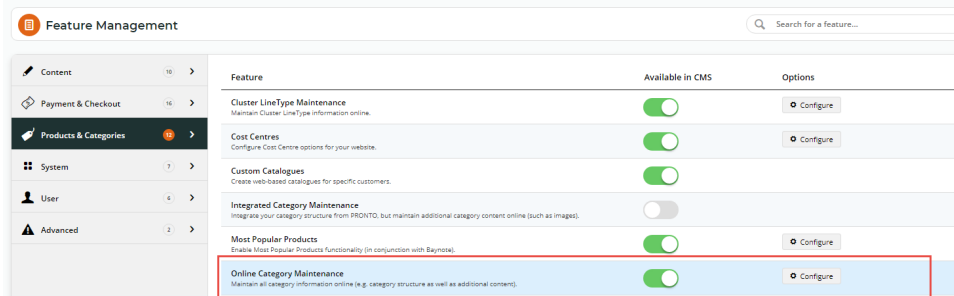 Feature Management
Search for a feature...
Content 10
Payment & Checkout 16
Products & Categories 12
System 7
User 6
Advanced 2
Feature Available in CMS Options
Cluster LineType Maintenance
Maintain Cluster LineType information online.
Configure
Cost Centres
Configure Cost Centre options for your website.
Configure
Custom Catalogues
Create web-based catalogues for specific customers.
Integrated Category Maintenance
Integrate your category structure from PRONTO, but maintain additional category content online (such as images).
Most Popular Products
Enable Most Popular Products functionality (in conjunction with Baynote).
Configure
Online Category Maintenance
Maintain all category information online (e.g. category structure as well as additional content).
Configure